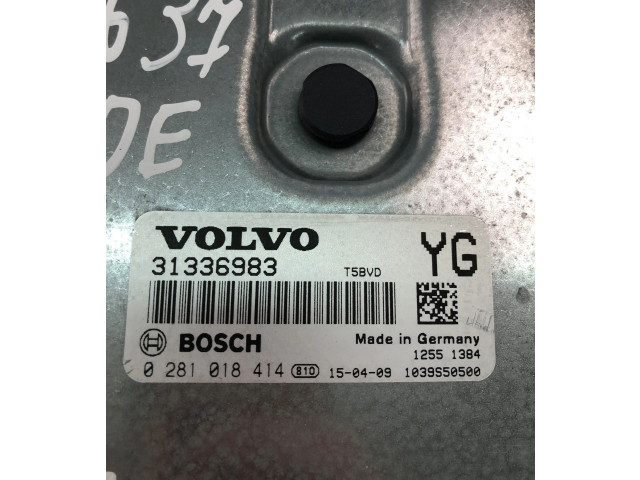 637
DE
VOLVO YG
31336983 T5BVD
BOSCH Made in Germany
1255 1384
0 281 018 414 810 15-04-09 1039S50500